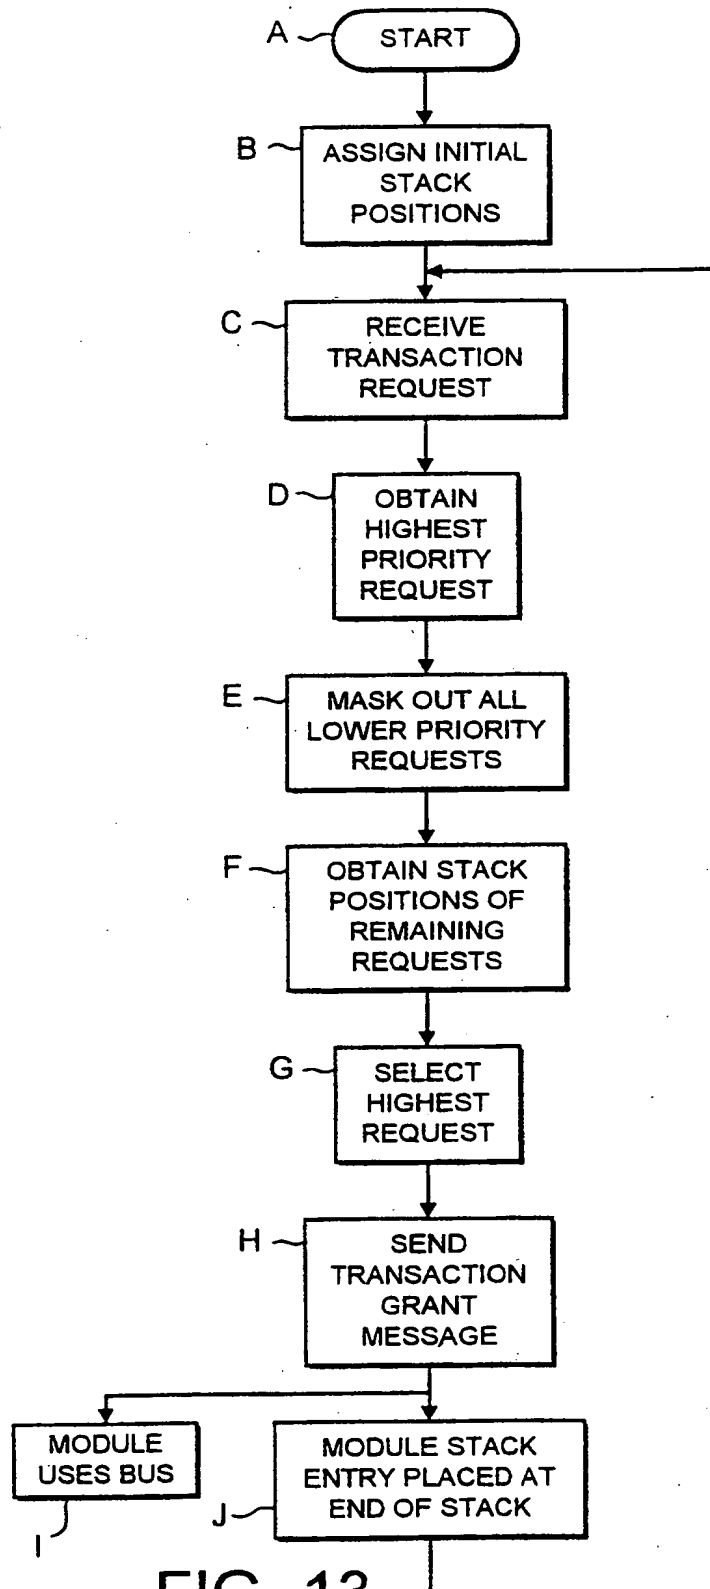 A START
B ASSIGN INITIAL
STACK
POSITIONS
C RECEIVE
TRANSACTION
REQUEST
D OBTAIN
HIGHEST
PRIORITY
REQUEST
E MASK OUT ALL
LOWER PRIORITY
REQUESTS
F OBTAIN STACK
POSITIONS OF
REMAINING
REQUESTS
G SELECT
HIGHEST
REQUEST
H SEND
TRANSACTION
GRANT
MESSAGE
MODULE
USES BUS
I
MODULE STACK
ENTRY PLACED AT
J END OF STACK
FIG. 13